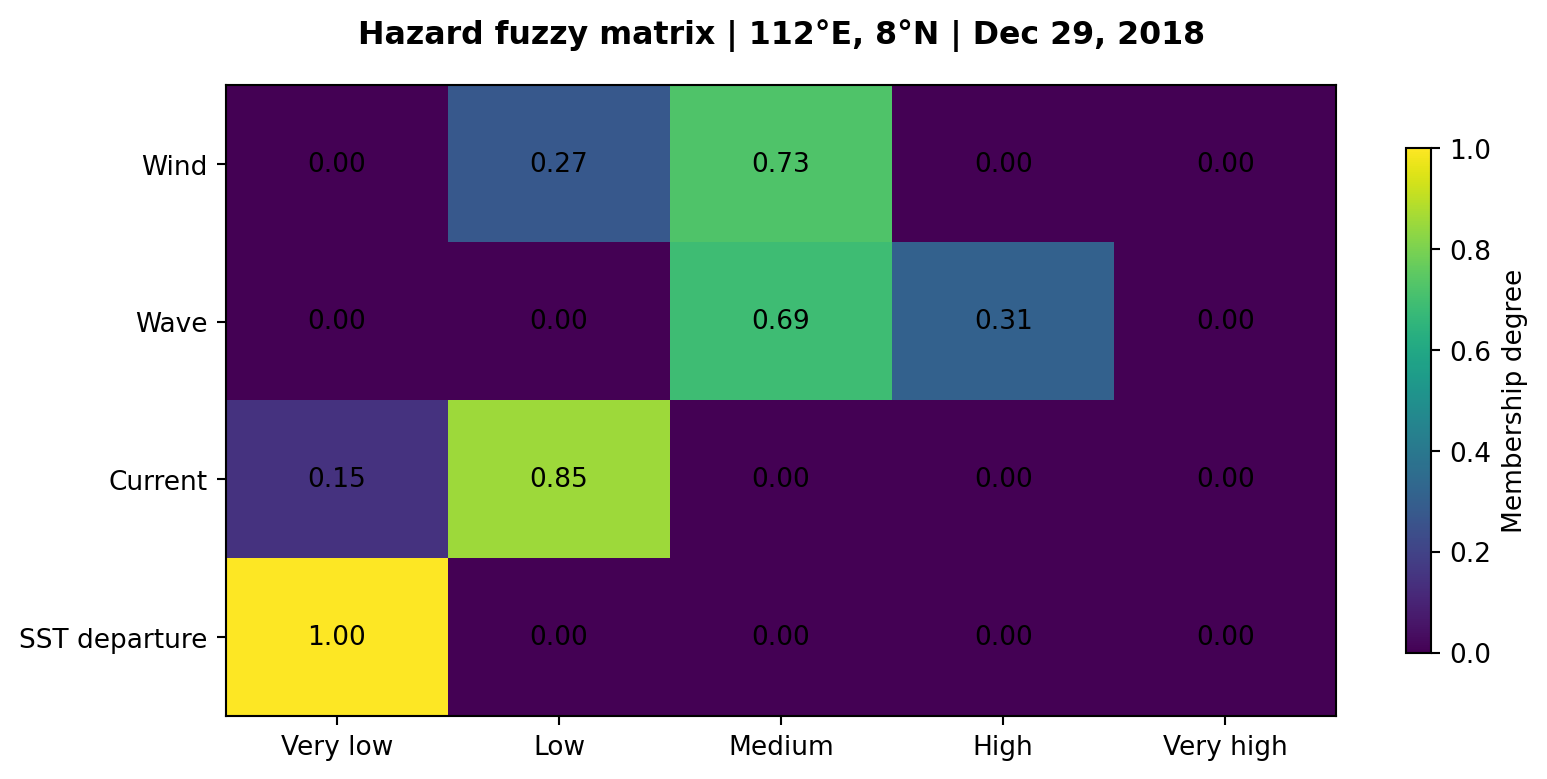 Hazard fuzzy matrix | 112°E, 8°N | Dec 29, 2018
Wind 0.00 0.27 0.73 0.00 0.00
Wave 0.00 0.00 0.69 0.31 0.00
Current 0.15 0.85 0.00 0.00 0.00
SST departure 1.00 0.00 0.00 0.00 0.00
Very low Low Medium High Very high
1.0
0.8
0.6
0.4
0.2
0.0
Membership degree